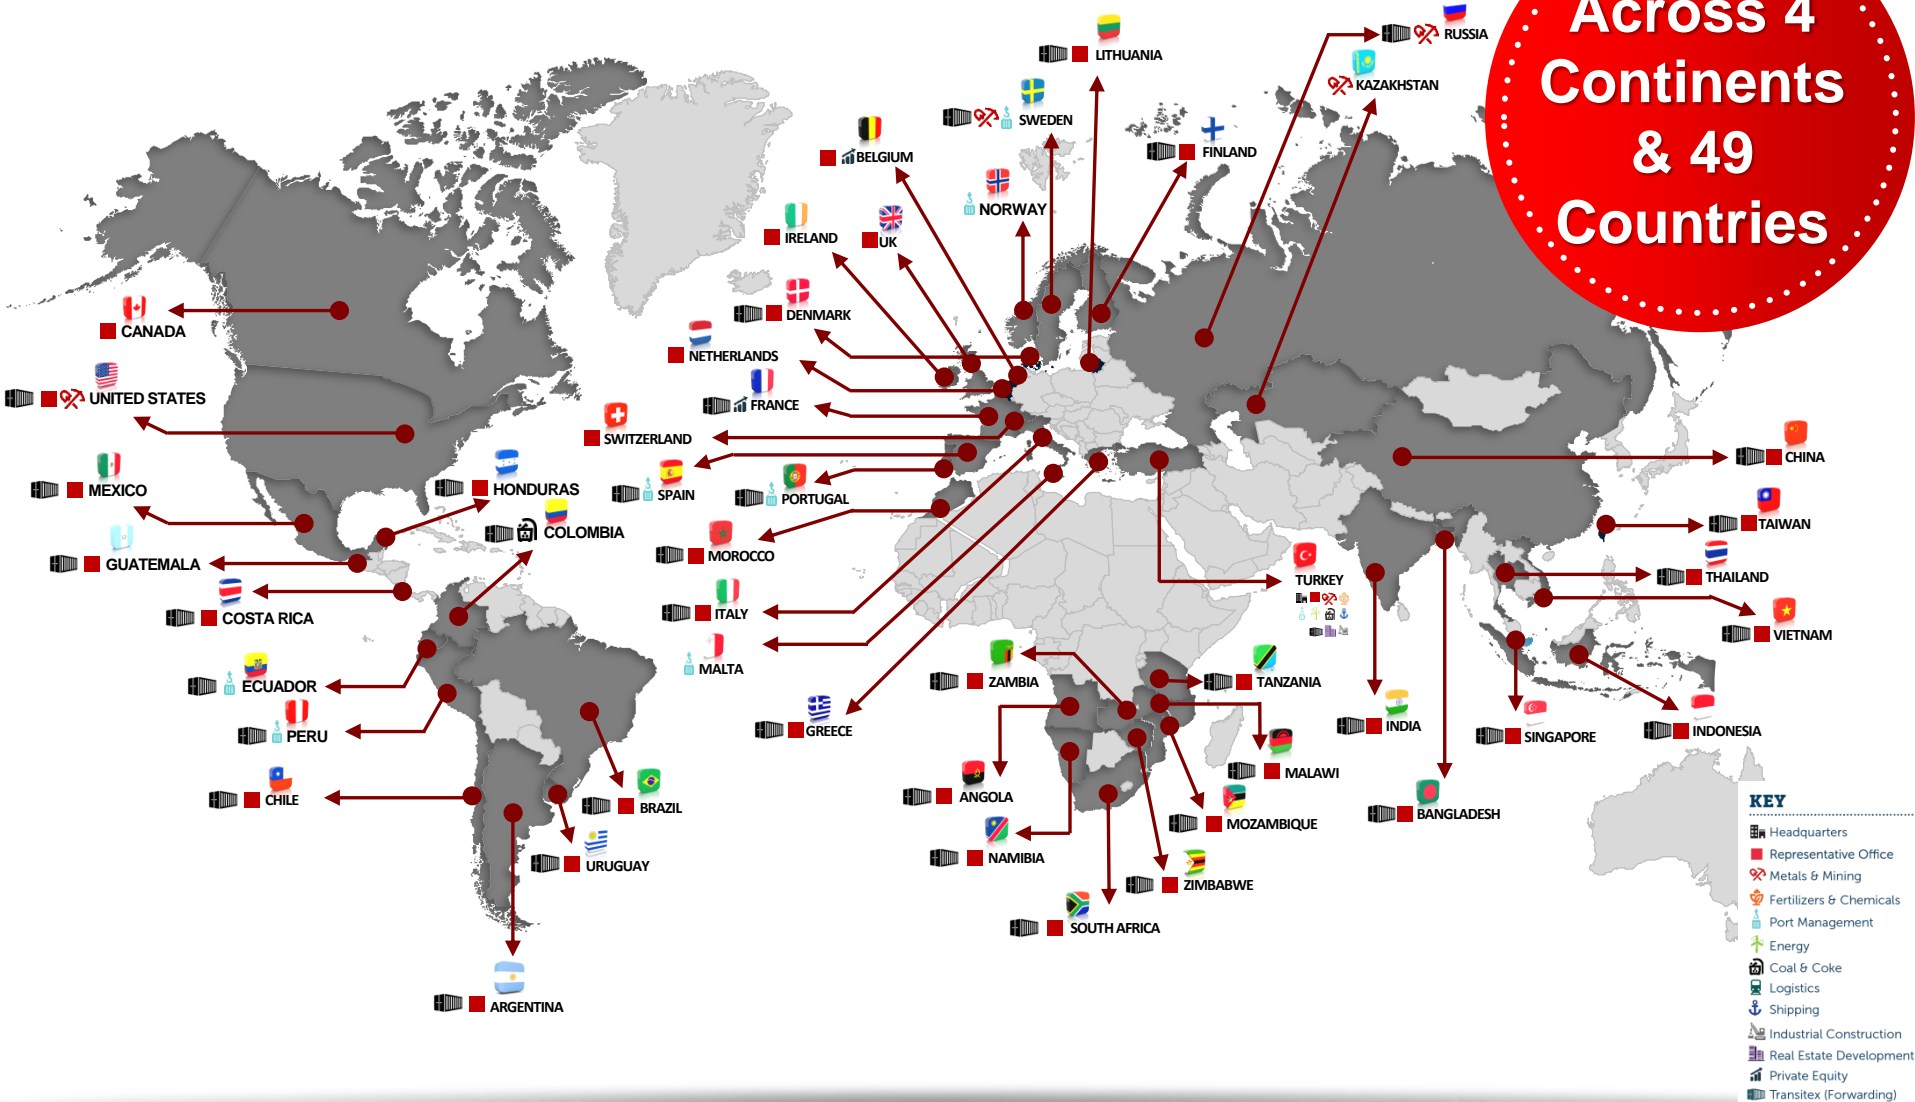 Across 4
Continents
& 49
Countries
RUSSIA
LITHUANIA
KAZAKHSTAN
SWEDEN
BELGIUM
FINLAND
NORWAY
IRELAND
UK
DENMARK
CANADA
NETHERLANDS
UNITED STATES
FRANCE
SWITZERLAND
CHINA
MEXICO
HONDURAS
SPAIN
PORTUGAL
TAIWAN
COLOMBIA
MOROCCO
GUATEMALA
THAILAND
TURKEY
COSTA RICA
ITALY
VIETNAM
MALTA
ZAMBIA
TANZANIA
ECUADOR
PERU
GREECE
INDIA
SINGAPORE
INDONESIA
MALAWI
CHILE
BRAZIL
ANGOLA
MOZAMBIQUE
BANGLADESH
URUGUAY
NAMIBIA
ZIMBABWE
SOUTH AFRICA
ARGENTINA
KEY
Headquarters
Representative Office
Metals & Mining
Fertilizers & Chemicals
Port Management
Energy
Coal & Coke
Logistics
Shipping
Industrial Construction
Real Estate Development
Private Equity
Transitex (Forwarding)